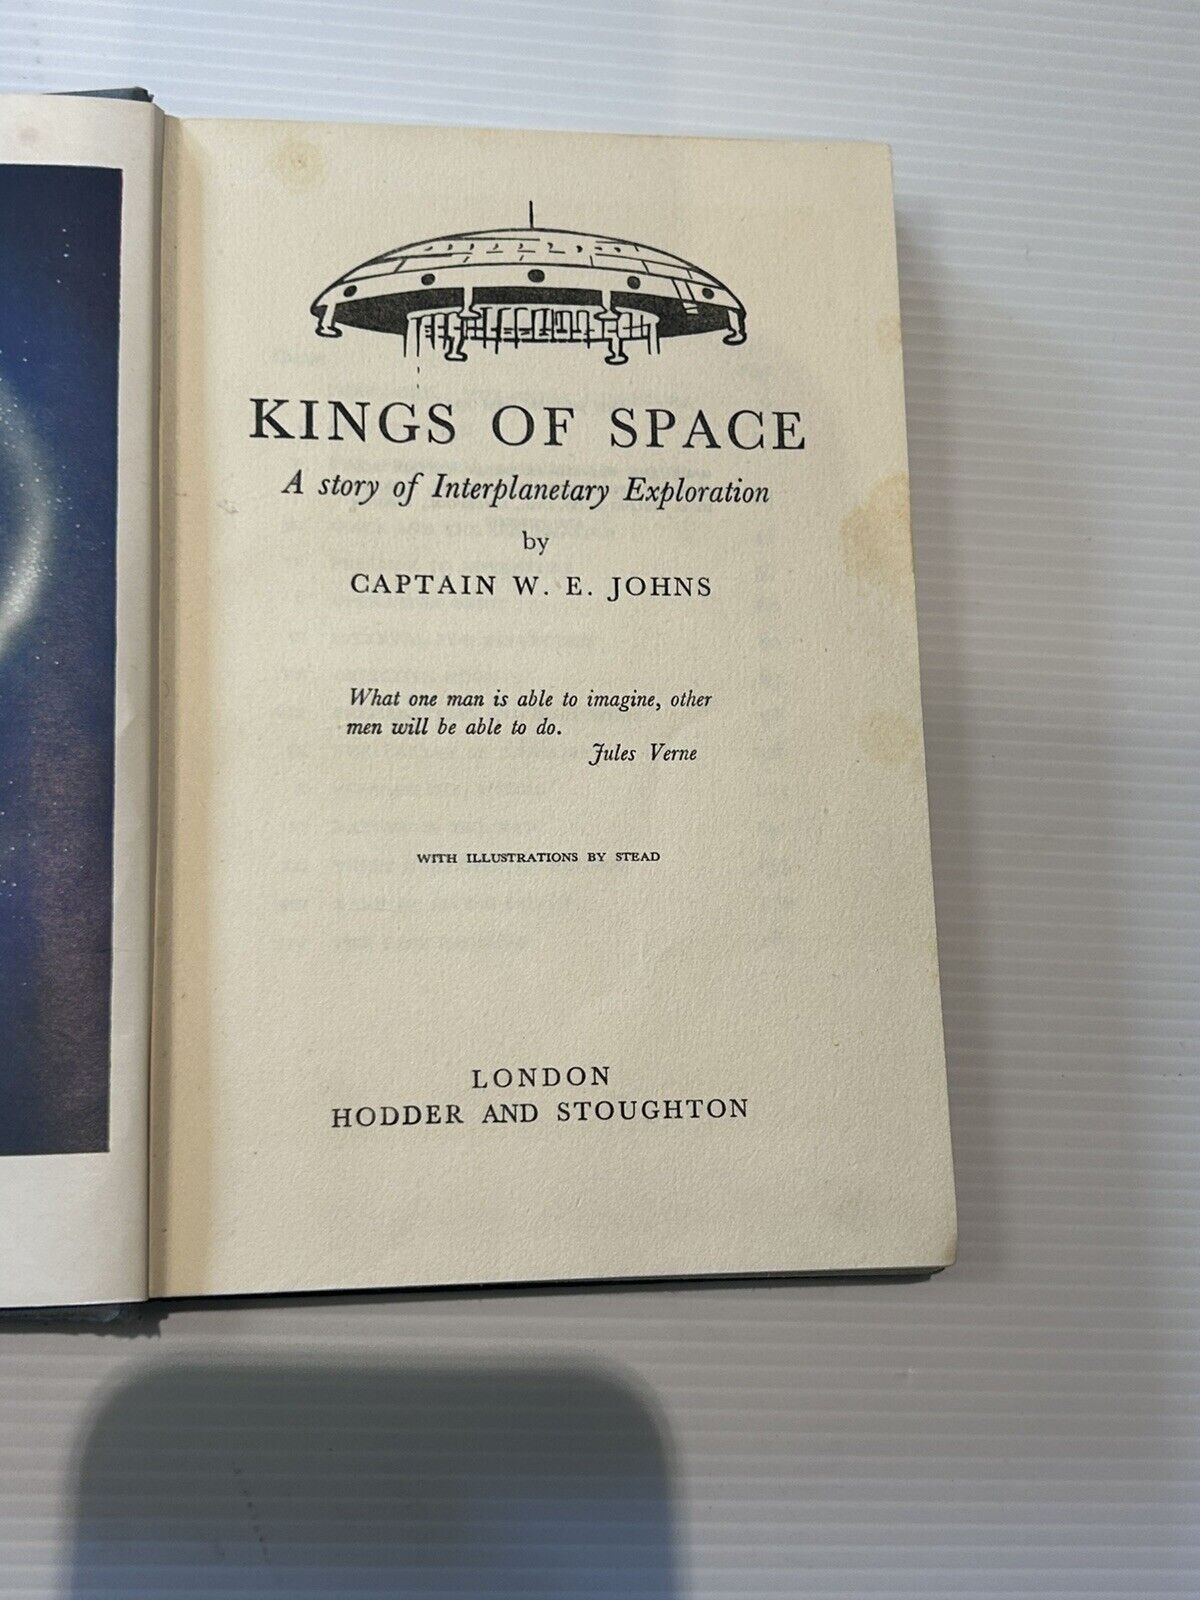 KINGS OF SPACE
A story of Interplanetary Exploration
by
CAPTAIN W. E. JOHNS
What one man is able to imagine, other
men will be able to do.
Jules Verne
WITH ILLUSTRATIONS BY STEAD
LONDON
HODDER AND STOUGHTON